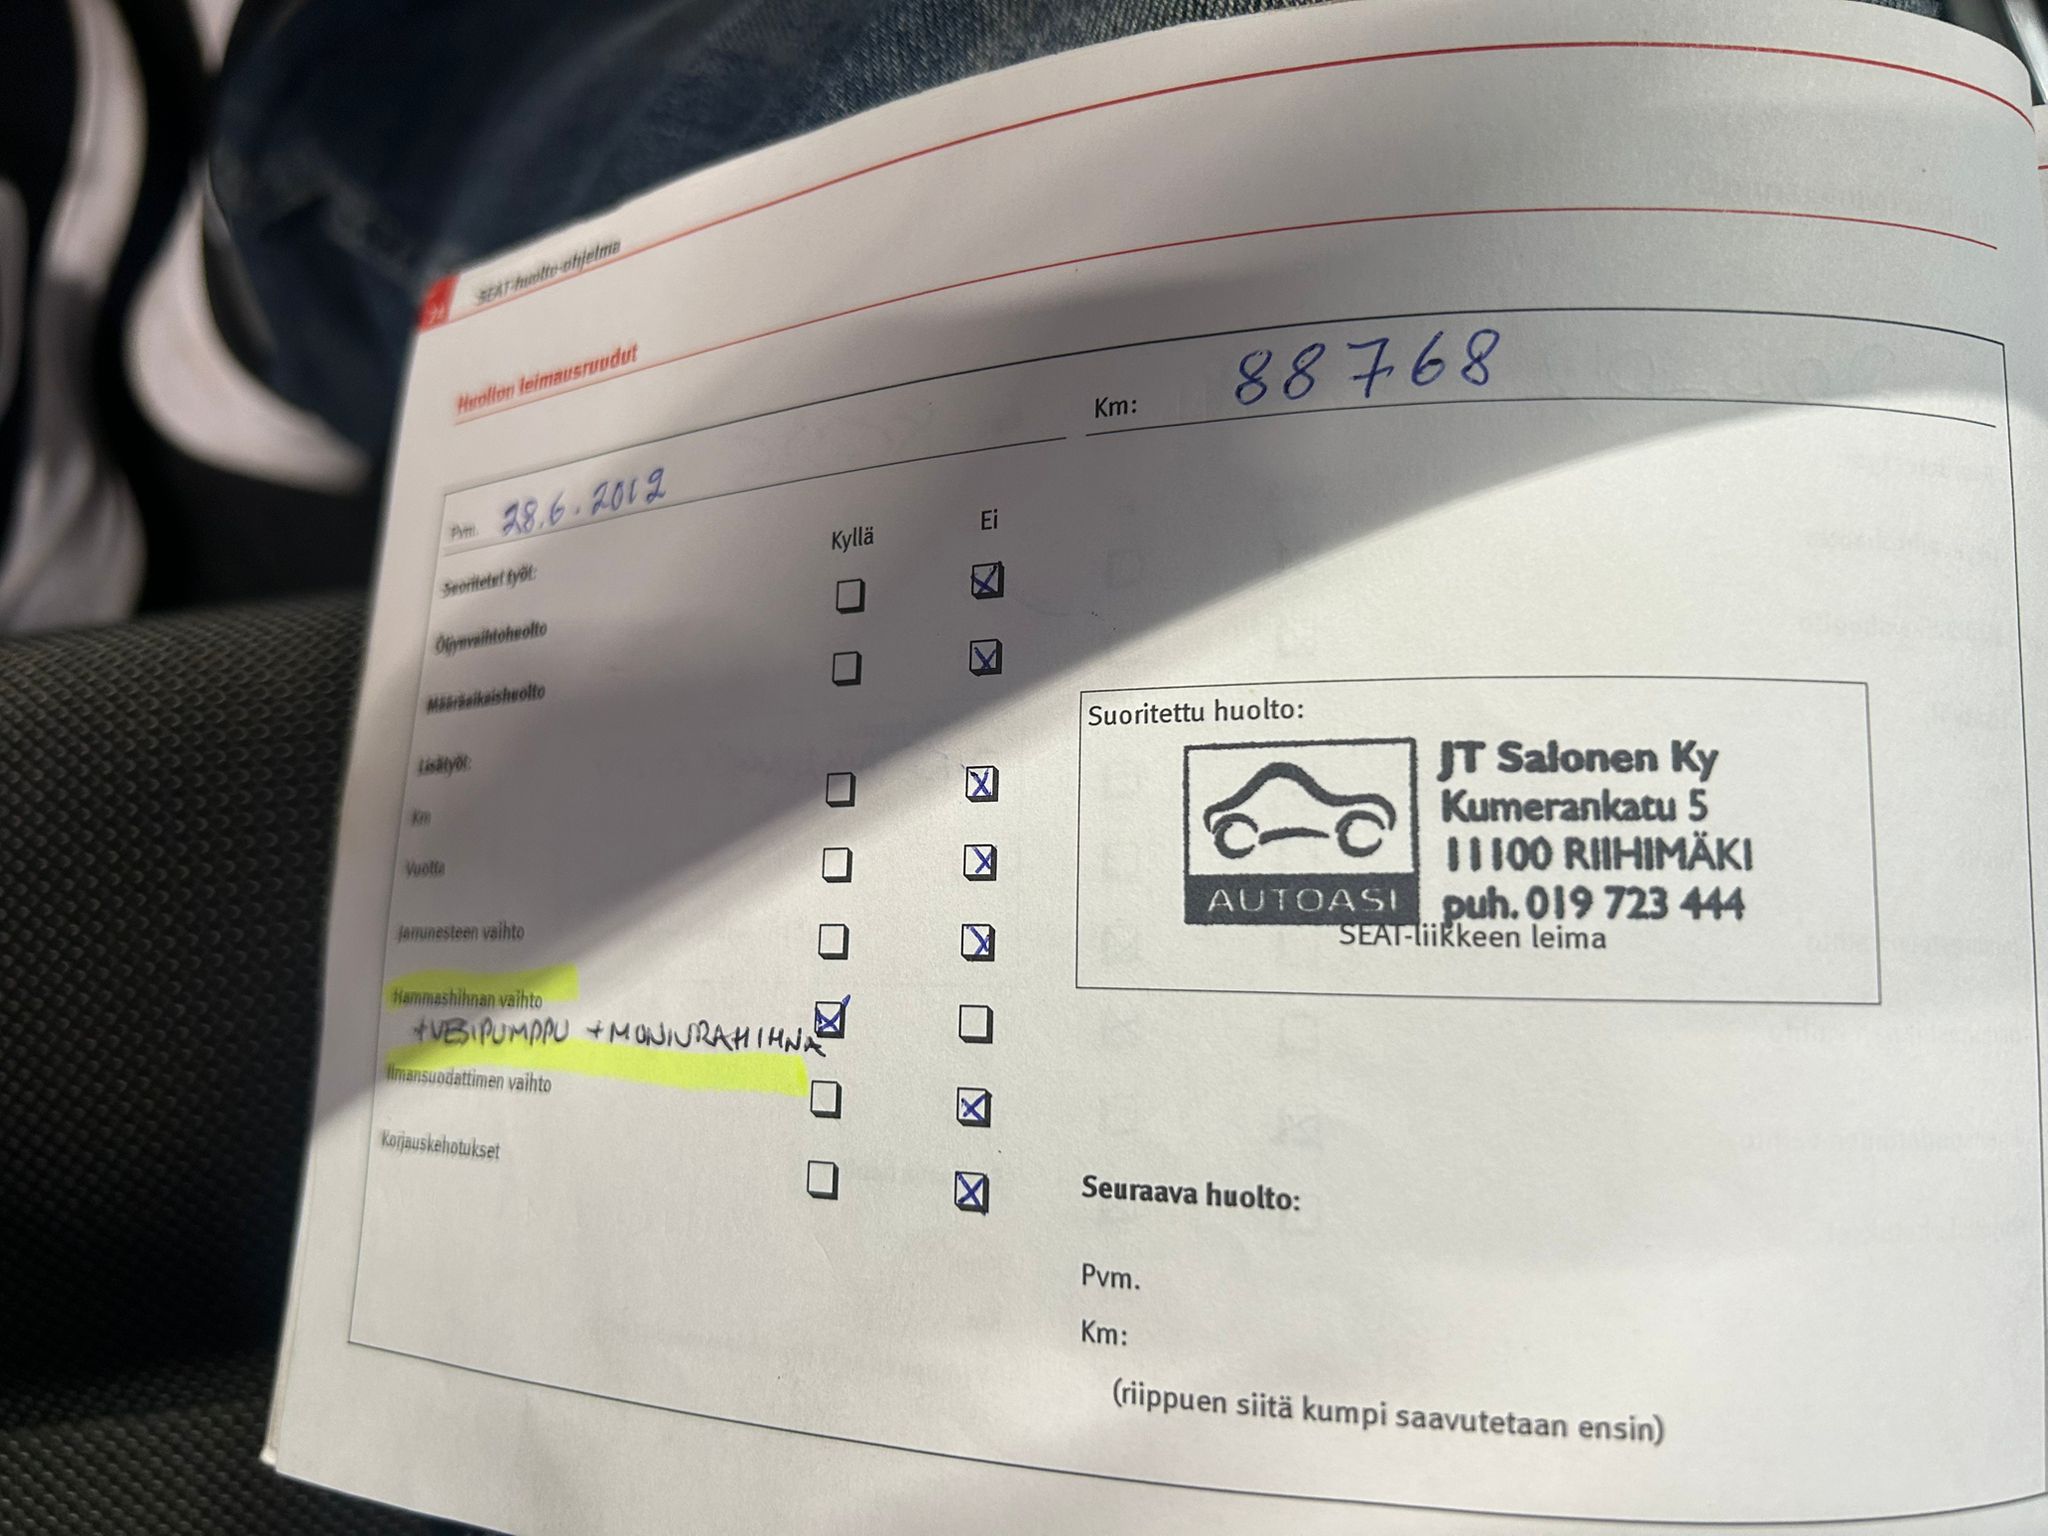 SEAT-huolto-ohjelma
Huollon leimausruudut
Pvm. 28.6.2012
Km: 88768
Kyllä Ei
Suoritetut työt:
Öljynvaihtohuolto
Määräaikaishuolto
Lisätyöt:
Km
Vuotta
Jarrunesteen vaihto
Hammashihnan vaihto
+VESIPUMPPU +MONIURAHIHNA
Ilmansuodattimen vaihto
Korjauskehotukset
Suoritettu huolto:
JT Salonen Ky
Kumerankatu 5
11100 RIIHIMÄKI
AUTOASI puh. 019 723 444
SEAT-liikkeen leima
Seuraava huolto:
Pvm.
Km:
(riippuen siitä kumpi saavutetaan ensin)